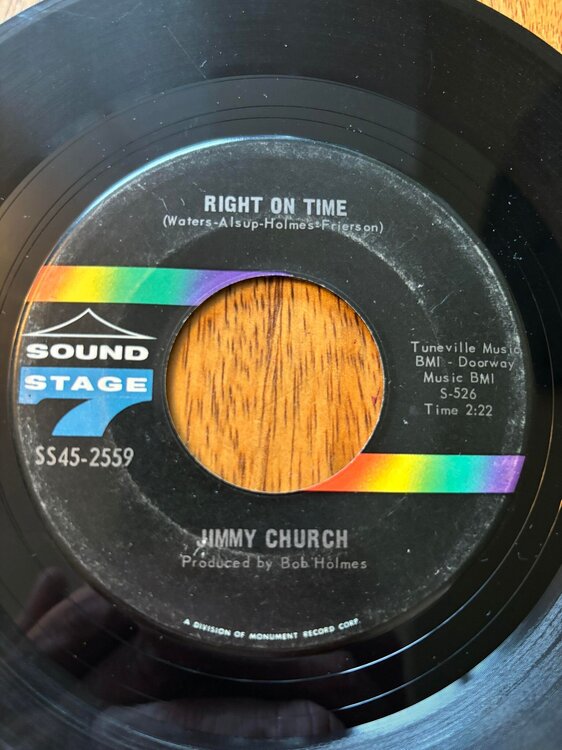 RIGHT ON TIME
(Waters-Alsup-Holmes-Frierson)
SOUND
STAGE
7
SS45-2559
Tuneville Music
BMI - Doorway
Music BMI
S-526
Time 2:22
JIMMY CHURCH
Produced by Bob Holmes
A DIVISION OF MONUMENT RECORD CORP.